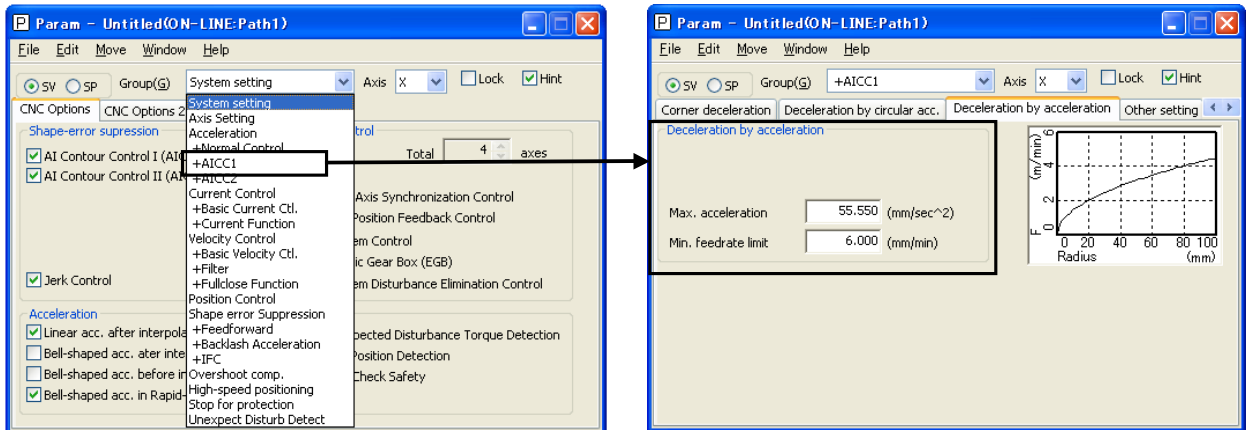 Param - Untitled(ON-LINE:Path1)
File Edit Move Window Help
SV SP Group(G) System setting Axis X Lock Hint
CNC Options CNC Options 2
System setting
Axis Setting
Acceleration
+Normal Control
+AICC1
+AICC2
Current Control
+Basic Current Ctl.
+Current Function
Velocity Control
+Basic Velocity Ctl.
+Filter
+Fullclose Function
Position Control
Shape error Suppression
+Feedforward
+Backlash Acceleration
+IFC
Overshoot comp.
High-speed positioning
Stop for protection
Unexpect Disturb Detect
Shape-error supression
AI Contour Control I (AI
AI Contour Control II (AI
Jerk Control
Acceleration
Linear acc. after interpola
Bell-shaped acc. ater inte
Bell-shaped acc. before in
Bell-shaped acc. in Rapid-
trol
Total 4 axes
Axis Synchronization Control
Position Feedback Control
em Control
ic Gear Box (EGB)
em Disturbance Elimination Control
pected Disturbance Torque Detection
Position Detection
Check Safety
Param - Untitled(ON-LINE:Path1)
File Edit Move Window Help
SV SP Group(G) +AICC1 Axis X Lock Hint
Corner deceleration Deceleration by circular acc. Deceleration by acceleration Other setting
Deceleration by acceleration
Max. acceleration 55.550 (mm/sec^2)
Min. feedrate limit 6.000 (mm/min)
F (m/min)
6
4
2
0
0 20 40 60 80 100
Radius (mm)